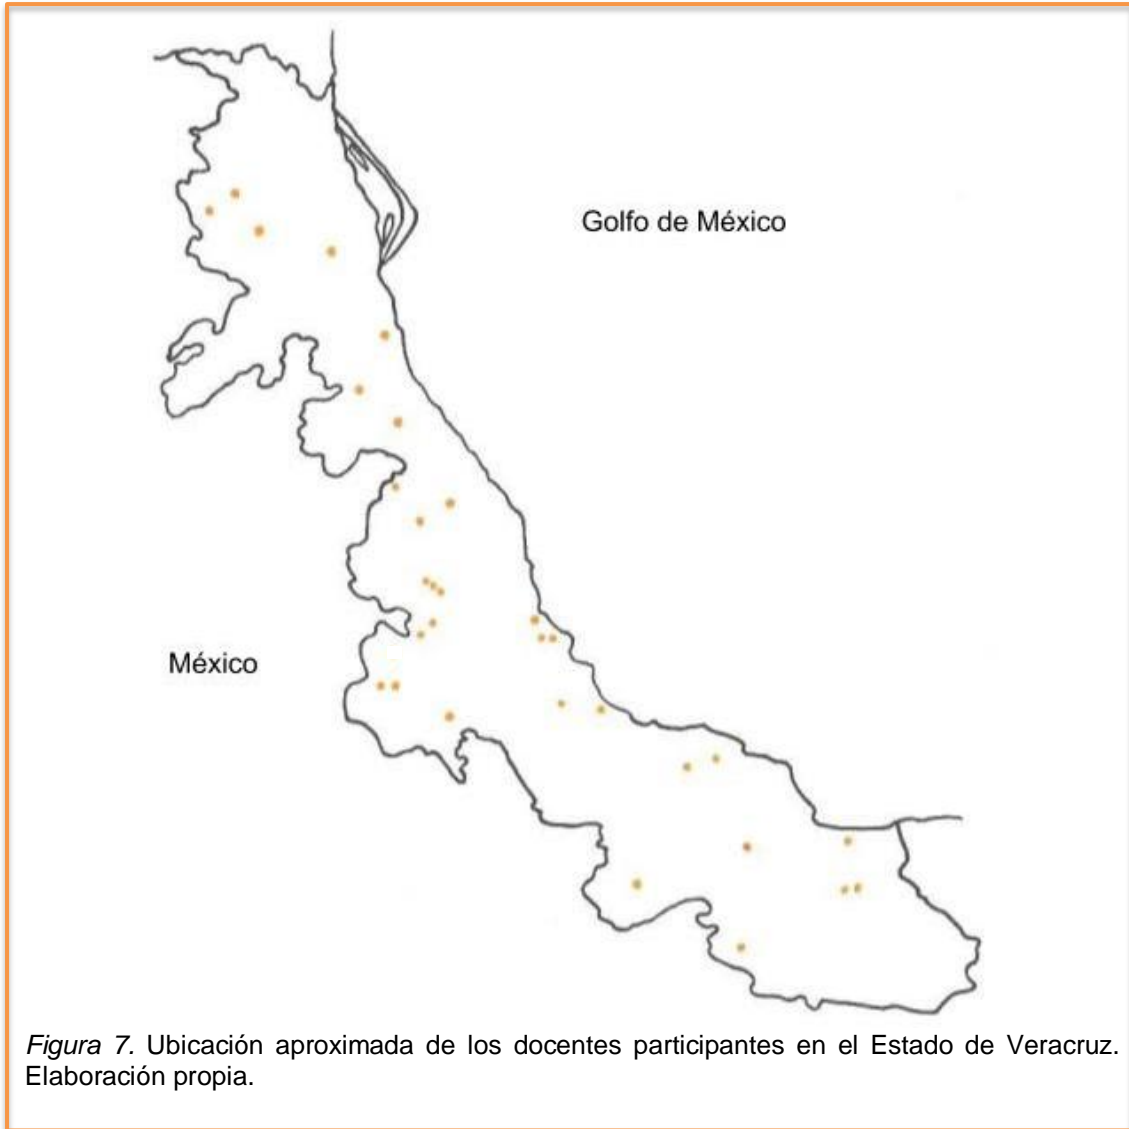 Golfo de México
México
Figura 7. Ubicación aproximada de los docentes participantes en el Estado de Veracruz.
Elaboración propia.